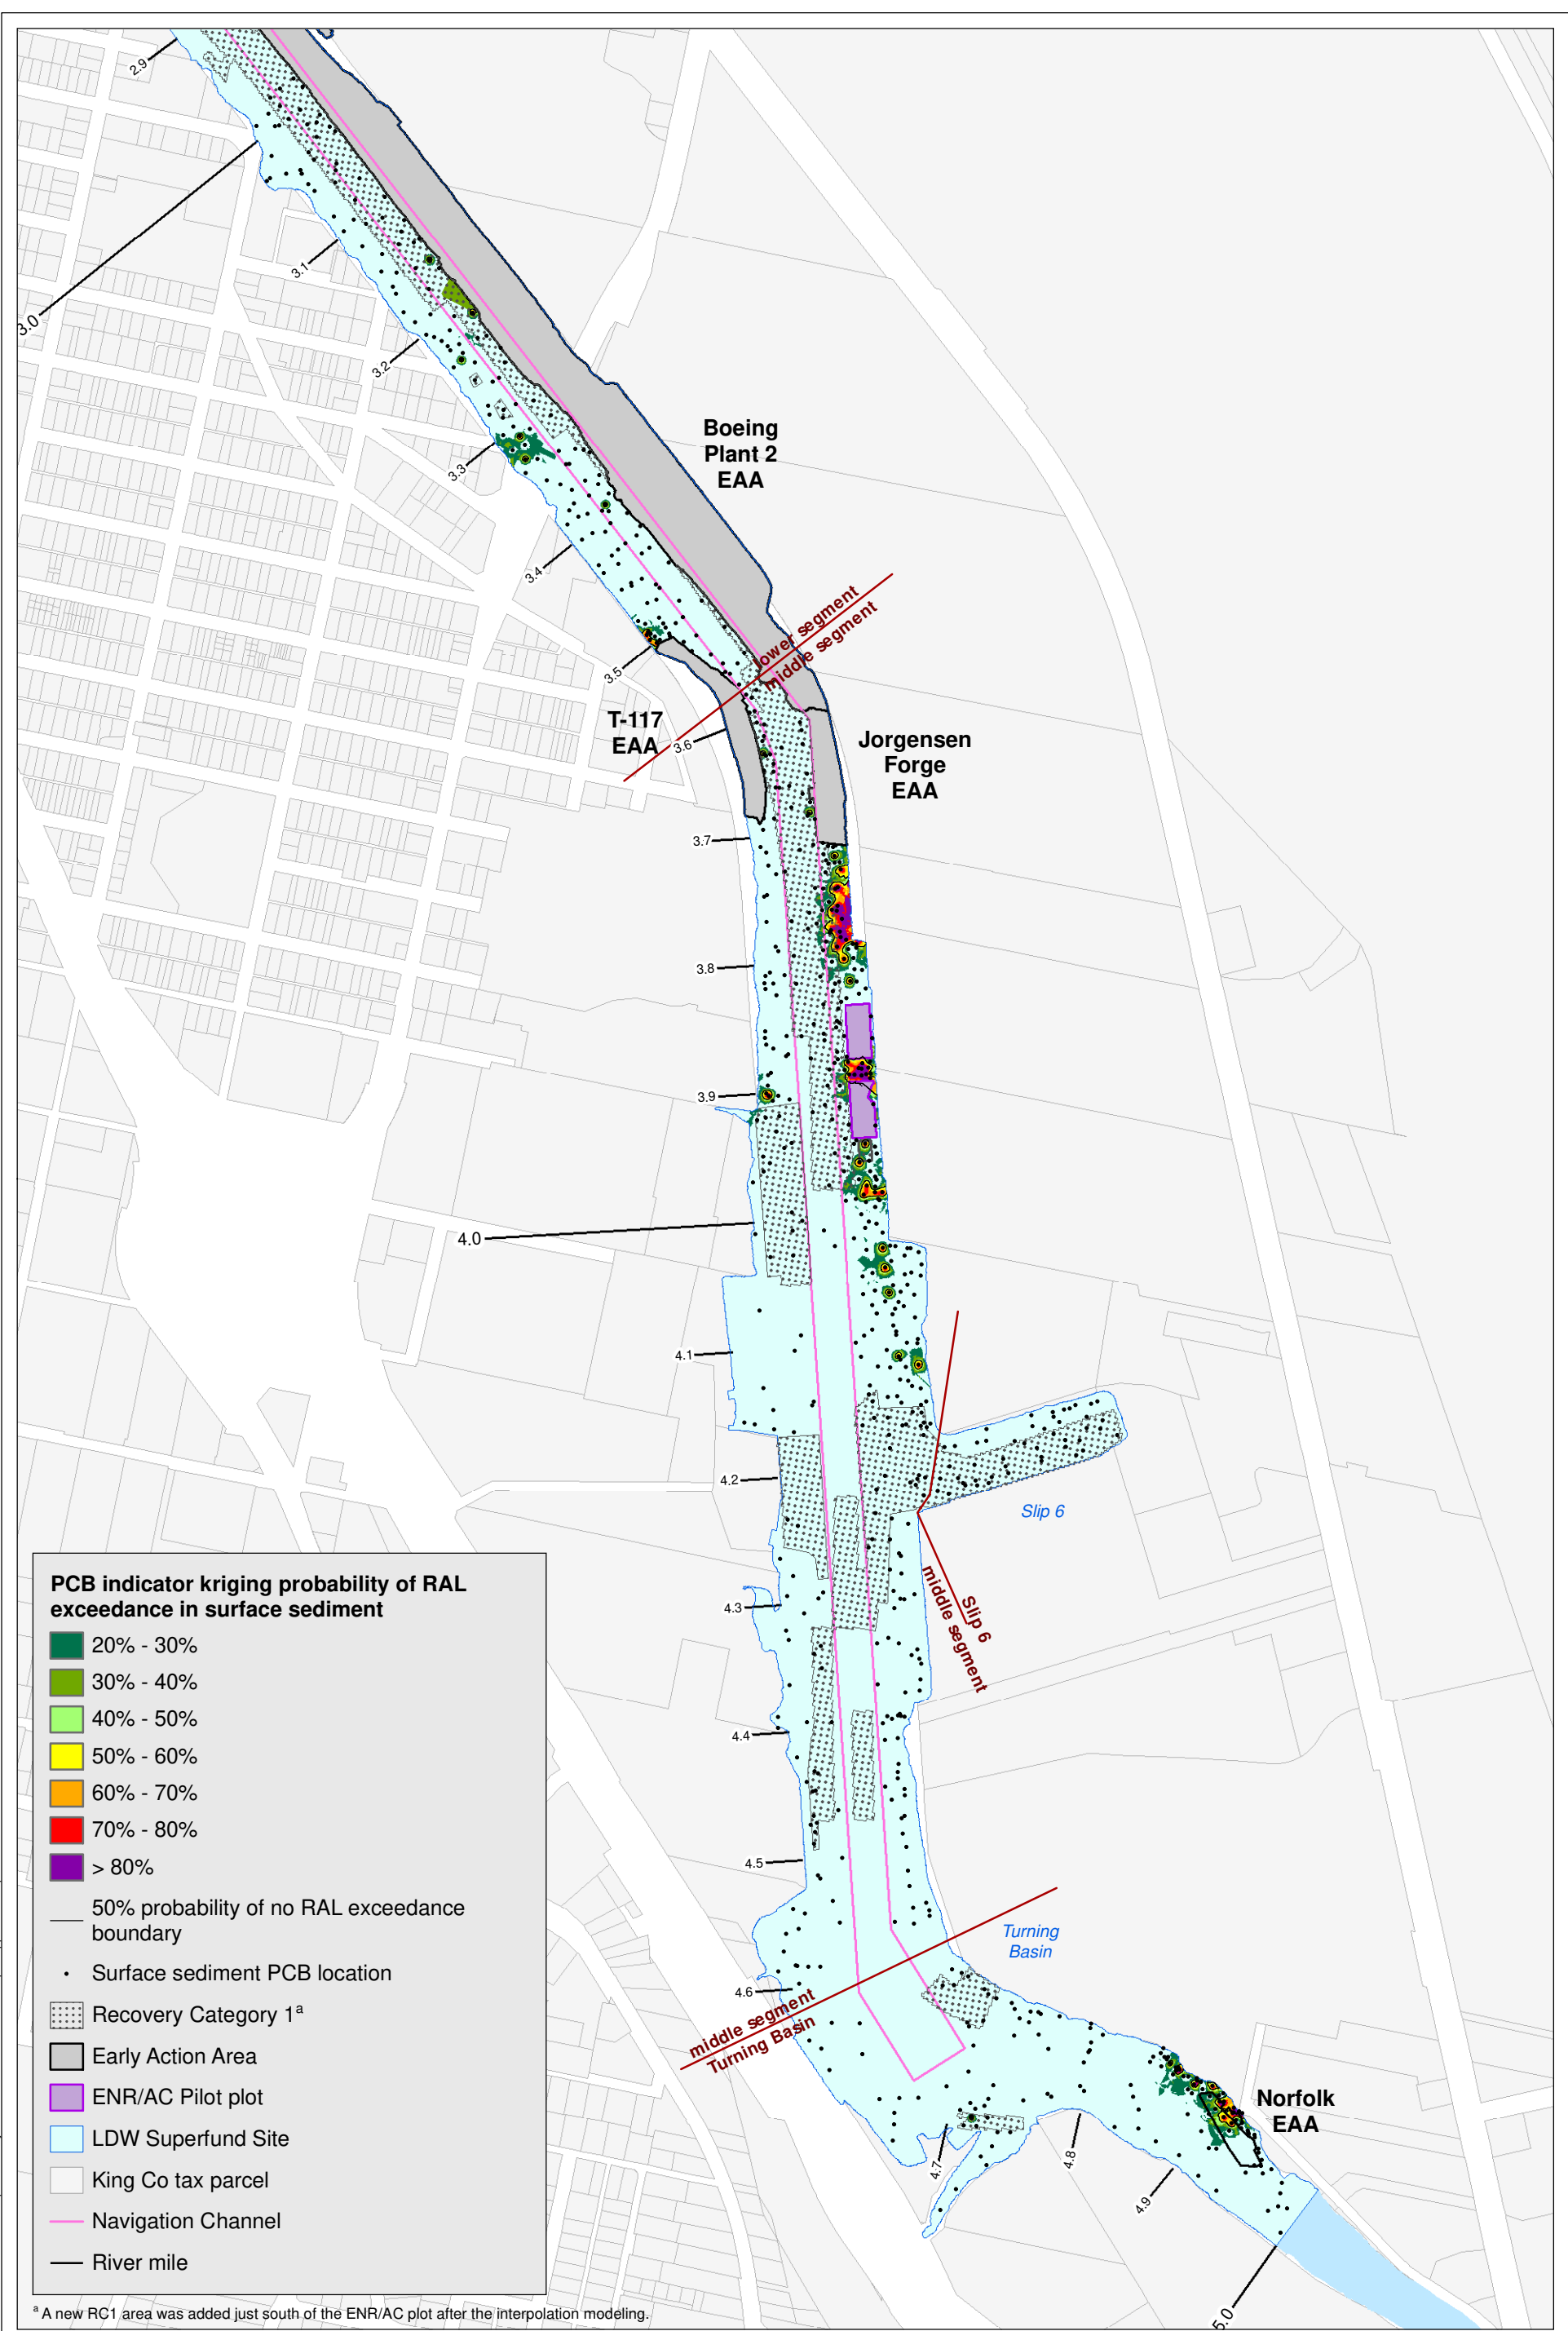 2.9
3.0
3.1
3.2
3.3
3.4
3.5
3.6
3.7
3.8
3.9
4.0
4.1
4.2
4.3
4.4
4.5
4.6
4.7
4.8
4.9
5.0
Boeing
Plant 2
EAA
lower segment
middle segment
T-117
EAA
Jorgensen
Forge
EAA
Slip 6
Slip 6
middle segment
Turning
Basin
middle segment
Turning Basin
Norfolk
EAA
PCB indicator kriging probability of RAL
exceedance in surface sediment
20% - 30%
30% - 40%
40% - 50%
50% - 60%
60% - 70%
70% - 80%
> 80%
50% probability of no RAL exceedance
boundary
Surface sediment PCB location
Recovery Category 1ᵃ
Early Action Area
ENR/AC Pilot plot
LDW Superfund Site
King Co tax parcel
Navigation Channel
River mile
ᵃ A new RC1 area was added just south of the ENR/AC plot after the interpolation modeling.